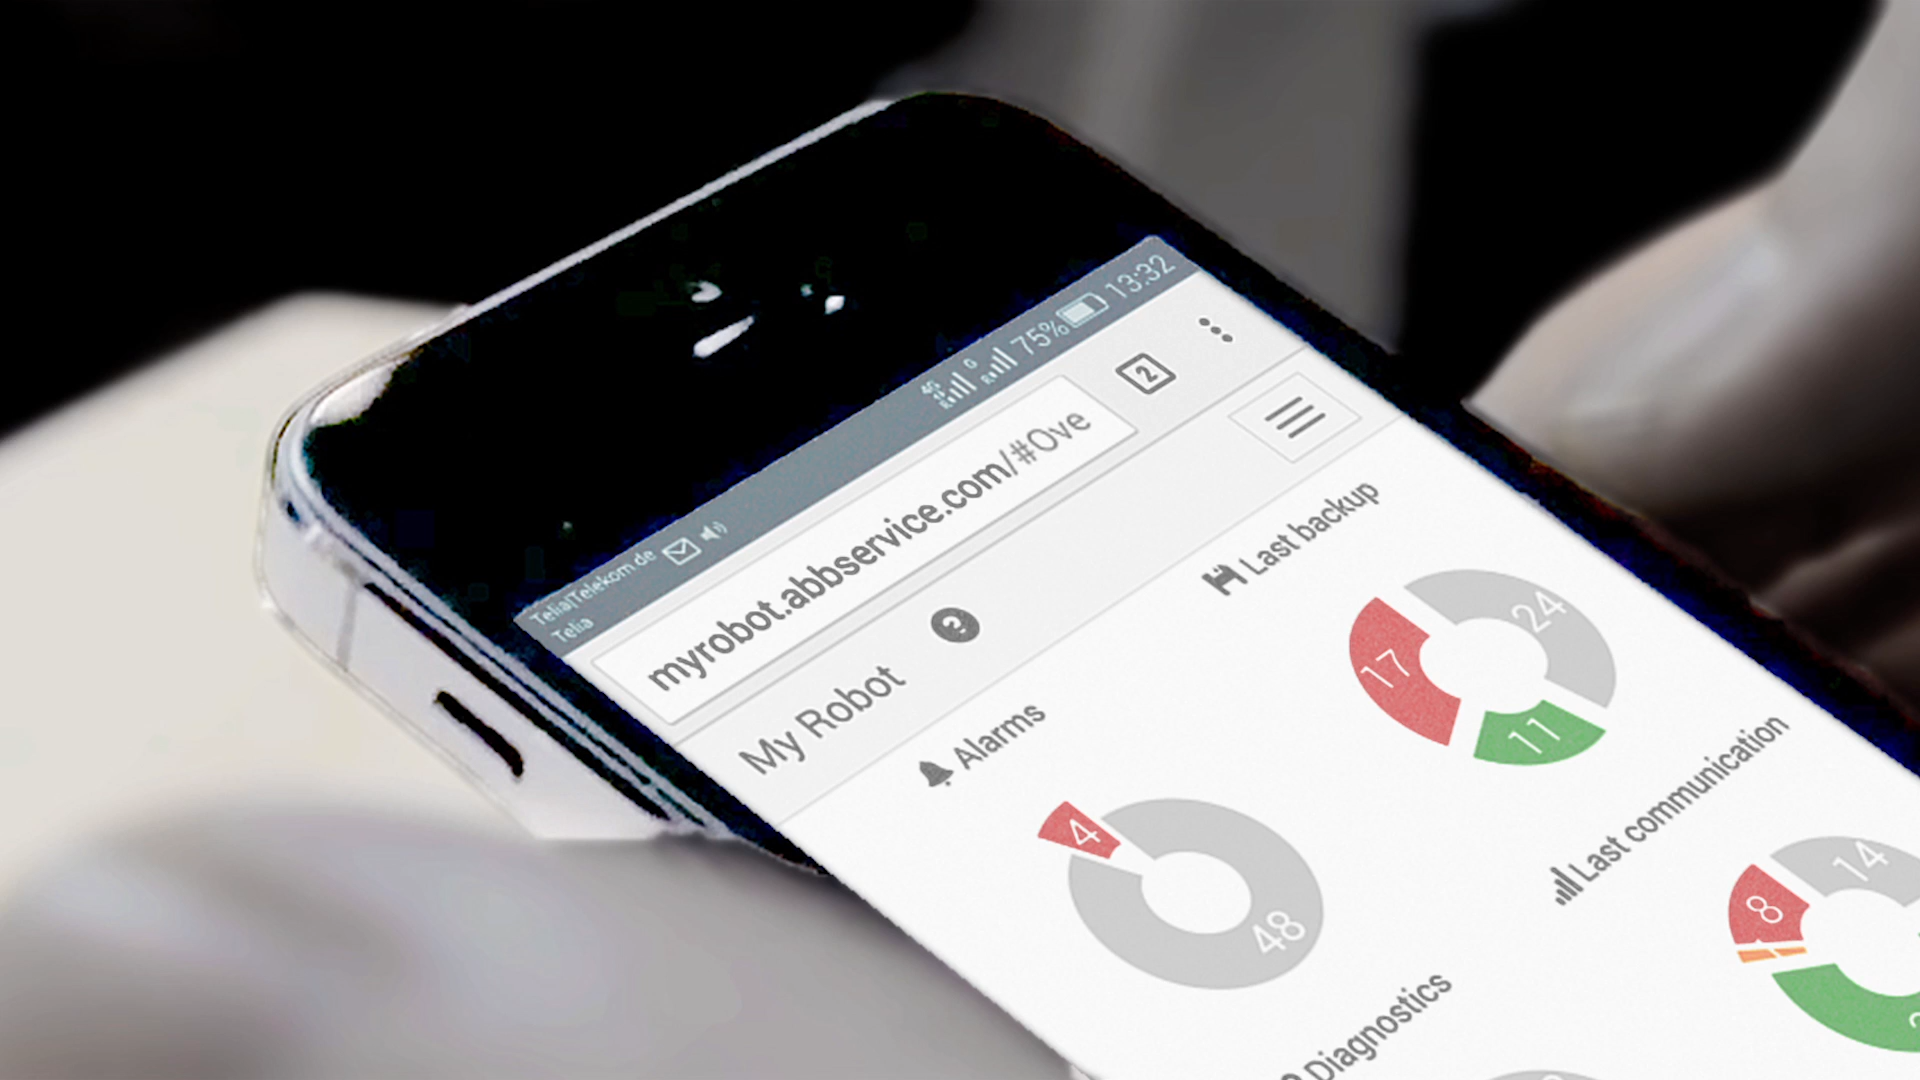 Telia|Telekom.de
Telia
4G
G
75%
13:32
myrobot.abbservice.com/#Ove
2
My Robot
?
Alarms
4
48
Last backup
17
24
11
Last communication
8
14
Diagnostics